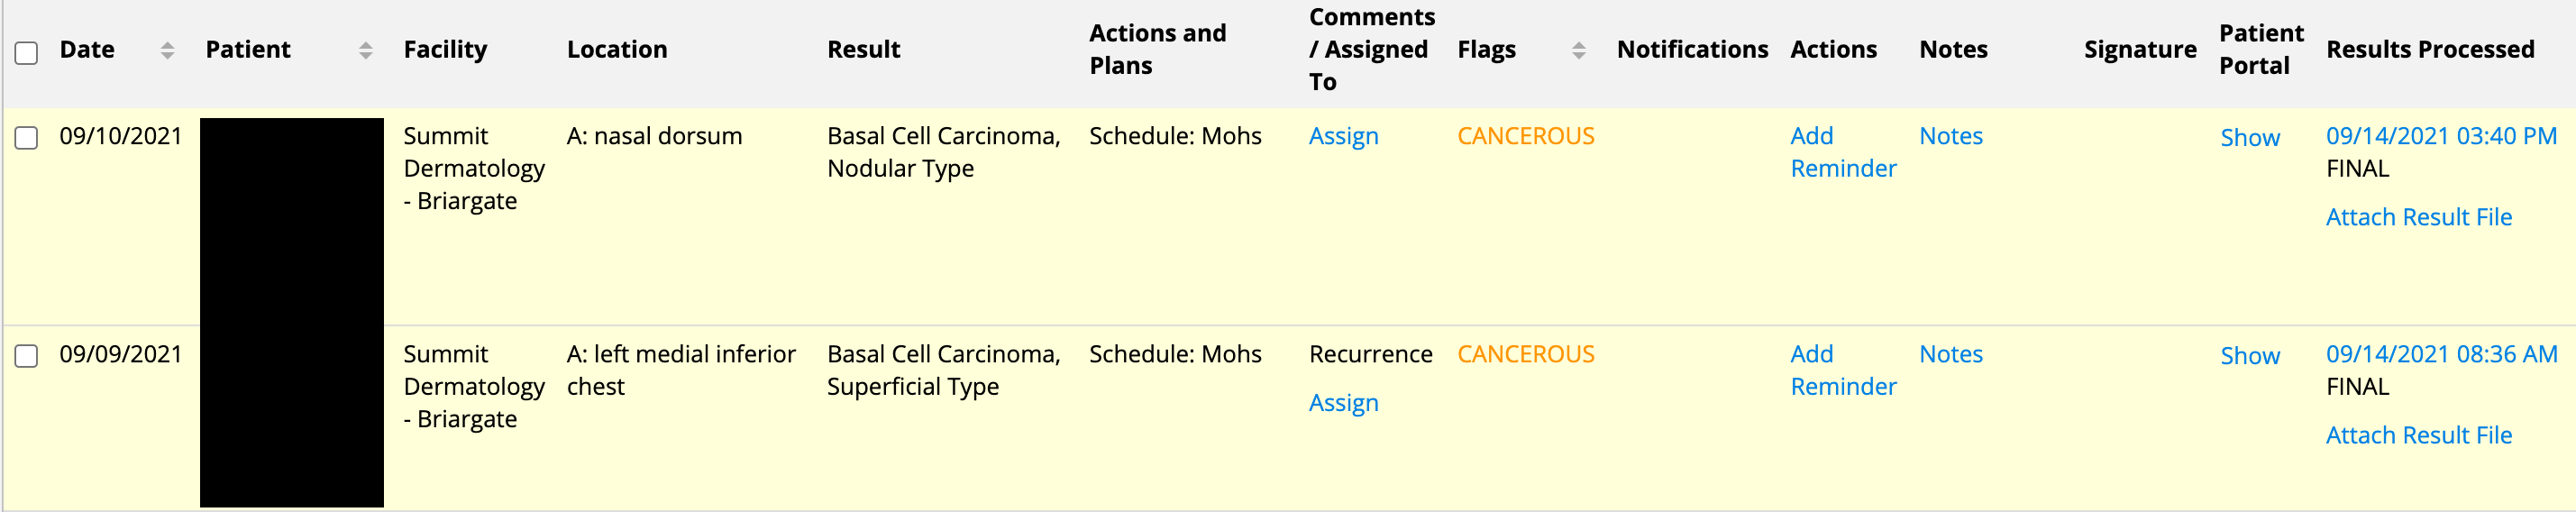 Date Patient Facility Location Result Actions and Plans Comments / Assigned To Flags Notifications Actions Notes Signature Patient Portal Results Processed
09/10/2021 Summit Dermatology - Briargate A: nasal dorsum Basal Cell Carcinoma, Nodular Type Schedule: Mohs Assign CANCEROUS Add Reminder Notes Show 09/14/2021 03:40 PM FINAL
Attach Result File
09/09/2021 Summit Dermatology - Briargate A: left medial inferior chest Basal Cell Carcinoma, Superficial Type Schedule: Mohs Recurrence Assign CANCEROUS Add Reminder Notes Show 09/14/2021 08:36 AM FINAL
Attach Result File